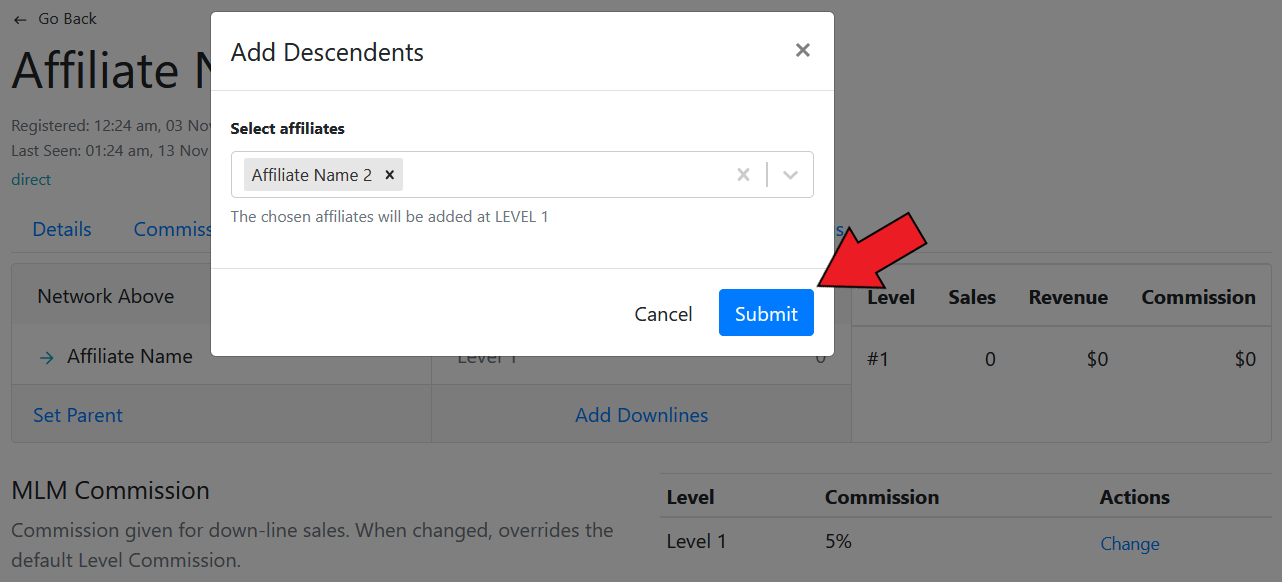 ← Go Back
Affiliate N
Registered: 12:24 am, 03 Nov
Last Seen: 01:24 am, 13 Nov
direct
Details Commiss
Add Descendents ×
Select affiliates
Affiliate Name 2 ×
The chosen affiliates will be added at LEVEL 1
Cancel Submit
Network Above
→ Affiliate Name
Set Parent
Level 1 0
Add Downlines
Level Sales Revenue Commission
#1 0 $0 $0
MLM Commission
Commission given for down-line sales. When changed, overrides the
default Level Commission.
Level Commission Actions
Level 1 5% Change